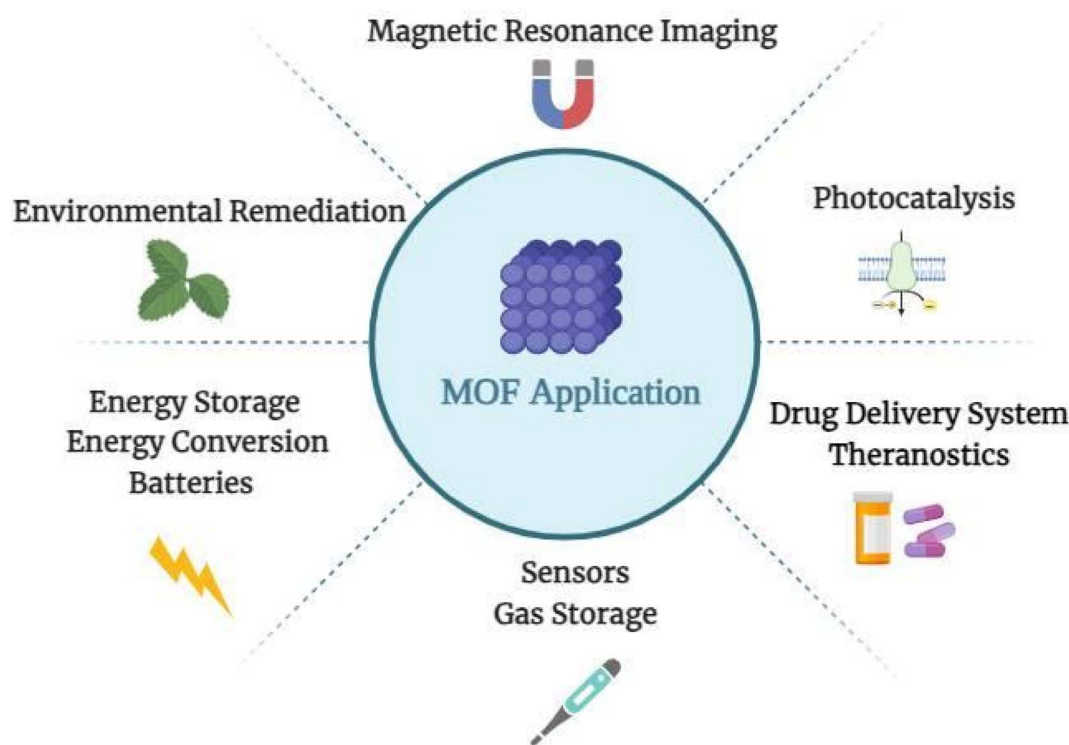 Magnetic Resonance Imaging
Environmental Remediation
Photocatalysis
MOF Application
Energy Storage
Energy Conversion
Batteries
Drug Delivery System
Theranostics
Sensors
Gas Storage